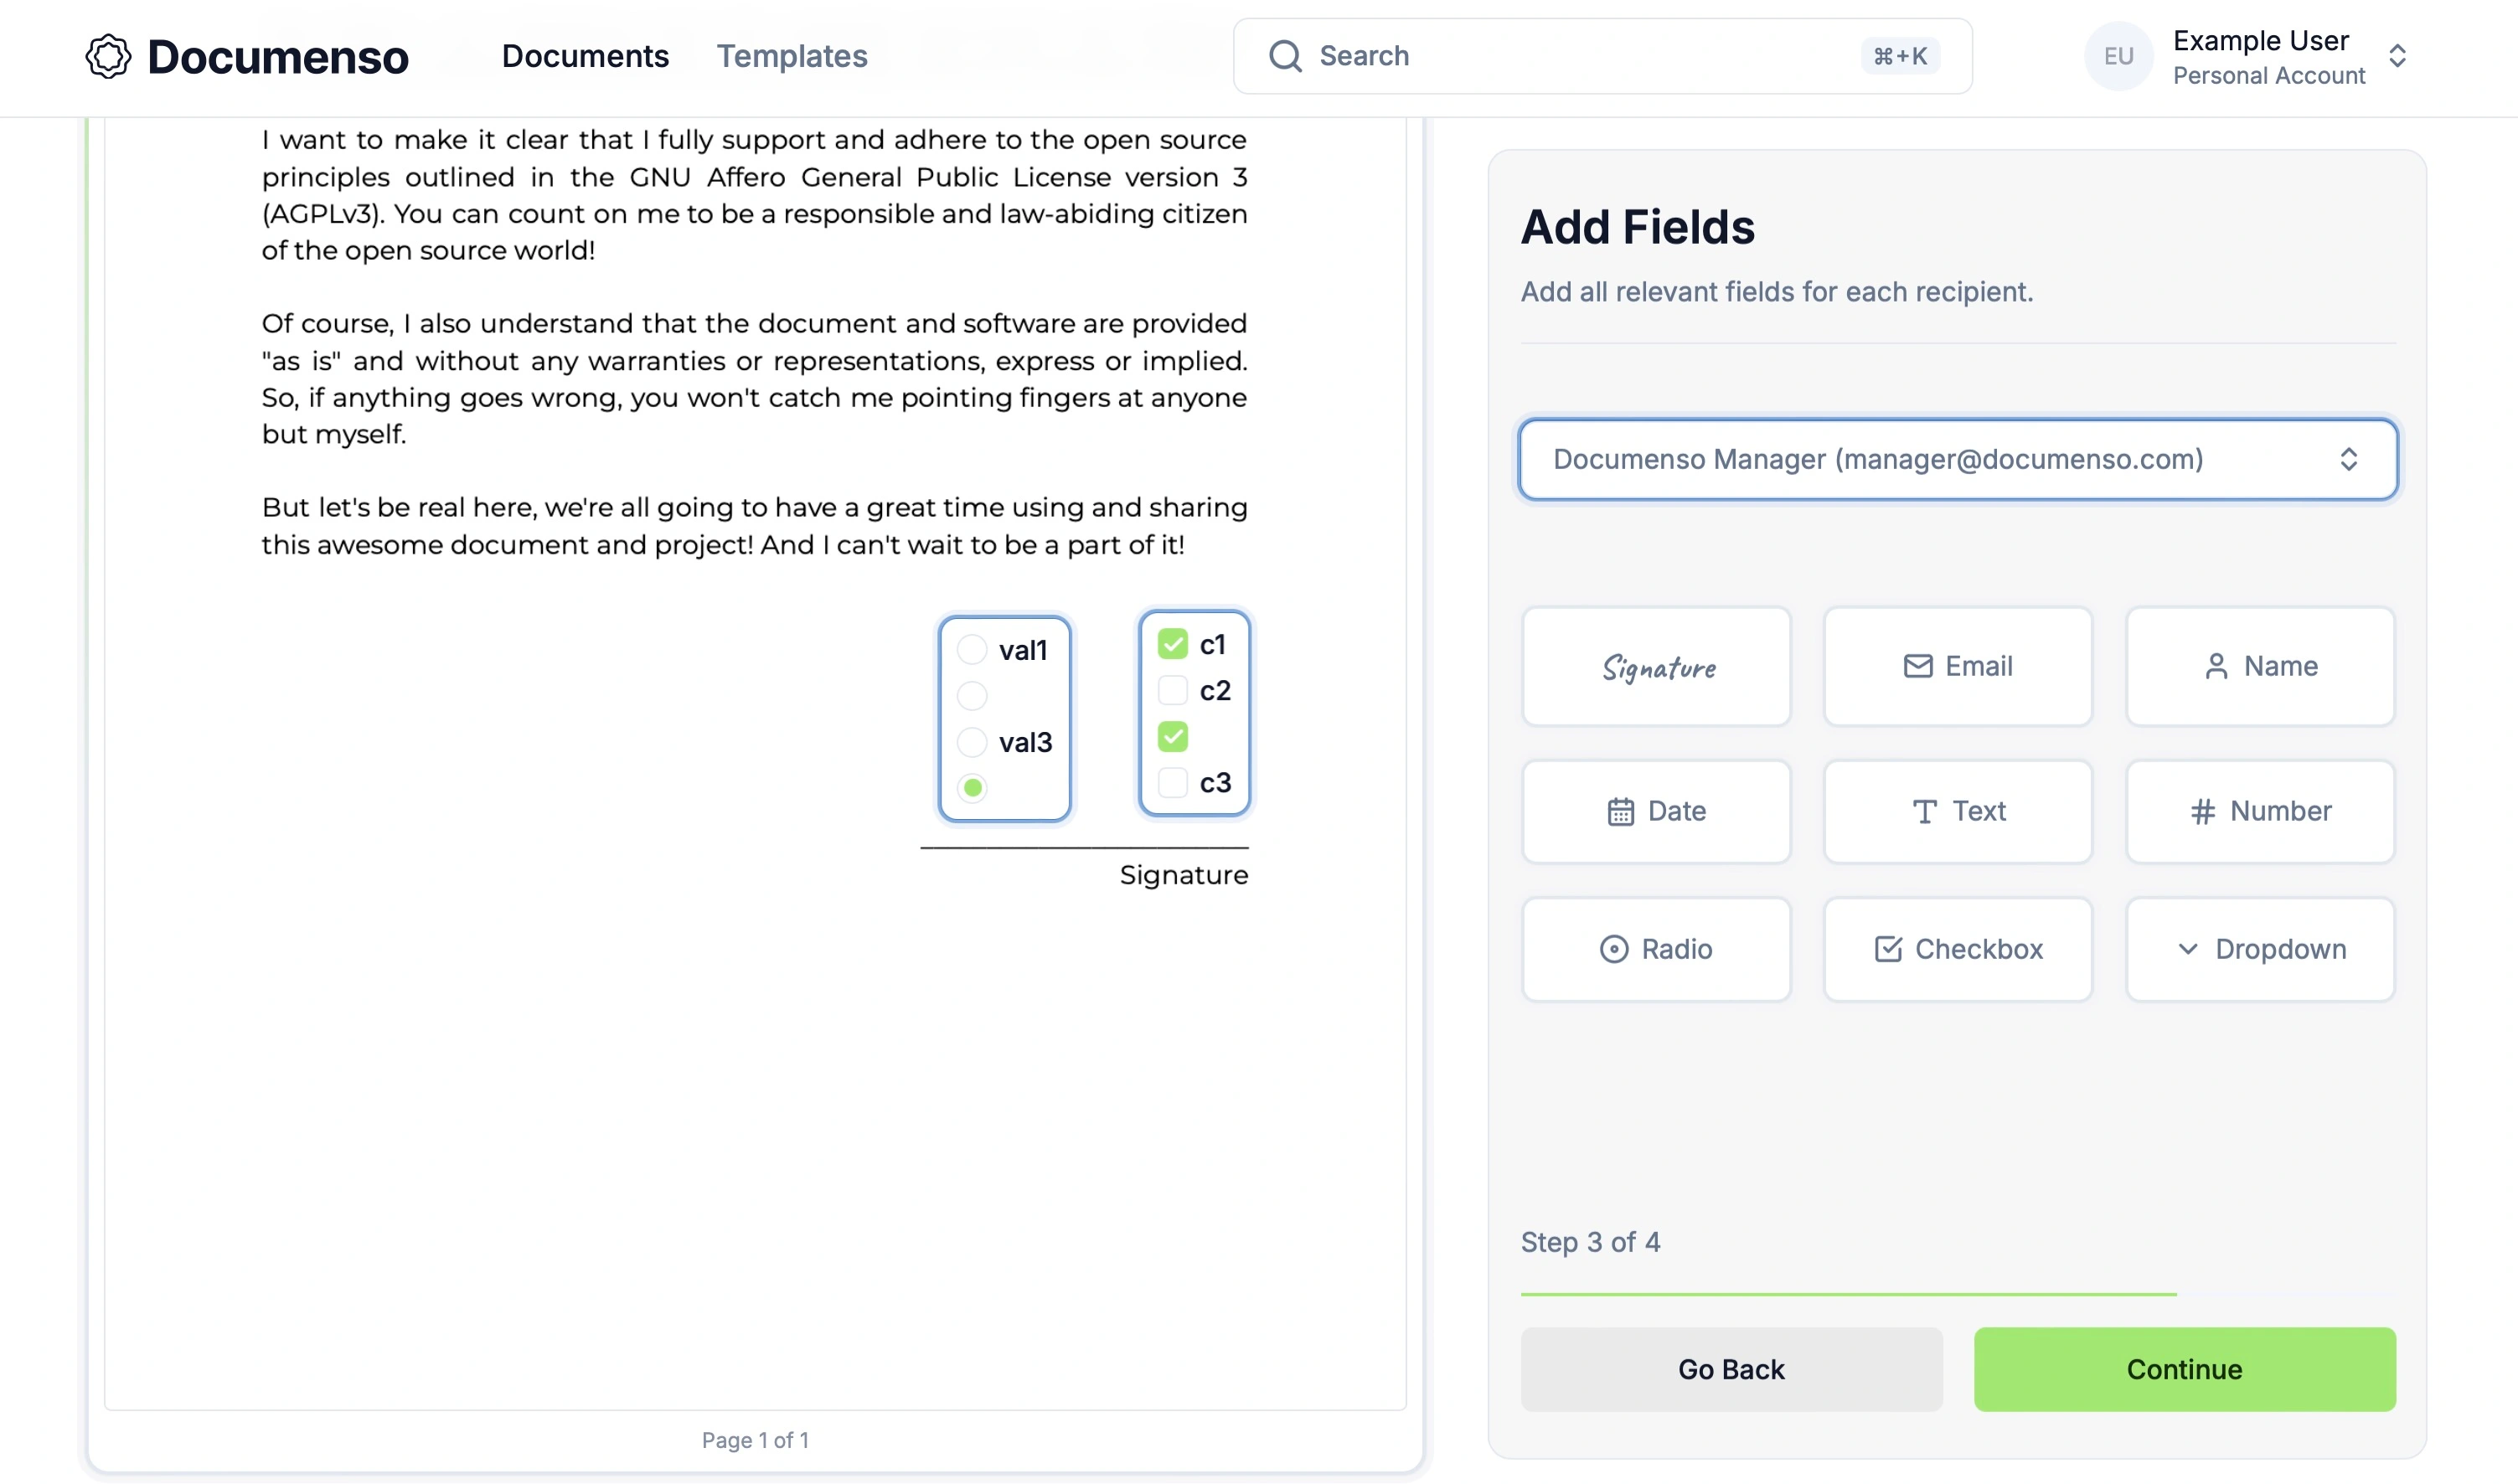 Documenso
Documents
Templates
Search
⌘+K
EU
Example User
Personal Account
I want to make it clear that I fully support and adhere to the open source
principles outlined in the GNU Affero General Public License version 3
(AGPLv3). You can count on me to be a responsible and law-abiding citizen
of the open source world!
Of course, I also understand that the document and software are provided
"as is" and without any warranties or representations, express or implied.
So, if anything goes wrong, you won't catch me pointing fingers at anyone
but myself.
But let's be real here, we're all going to have a great time using and sharing
this awesome document and project! And I can't wait to be a part of it!
val1
val3
c1
c2
c3
Signature
Page 1 of 1
Add Fields
Add all relevant fields for each recipient.
Documenso Manager (manager@documenso.com)
Signature
Email
Name
Date
Text
Number
Radio
Checkbox
Dropdown
Step 3 of 4
Go Back
Continue